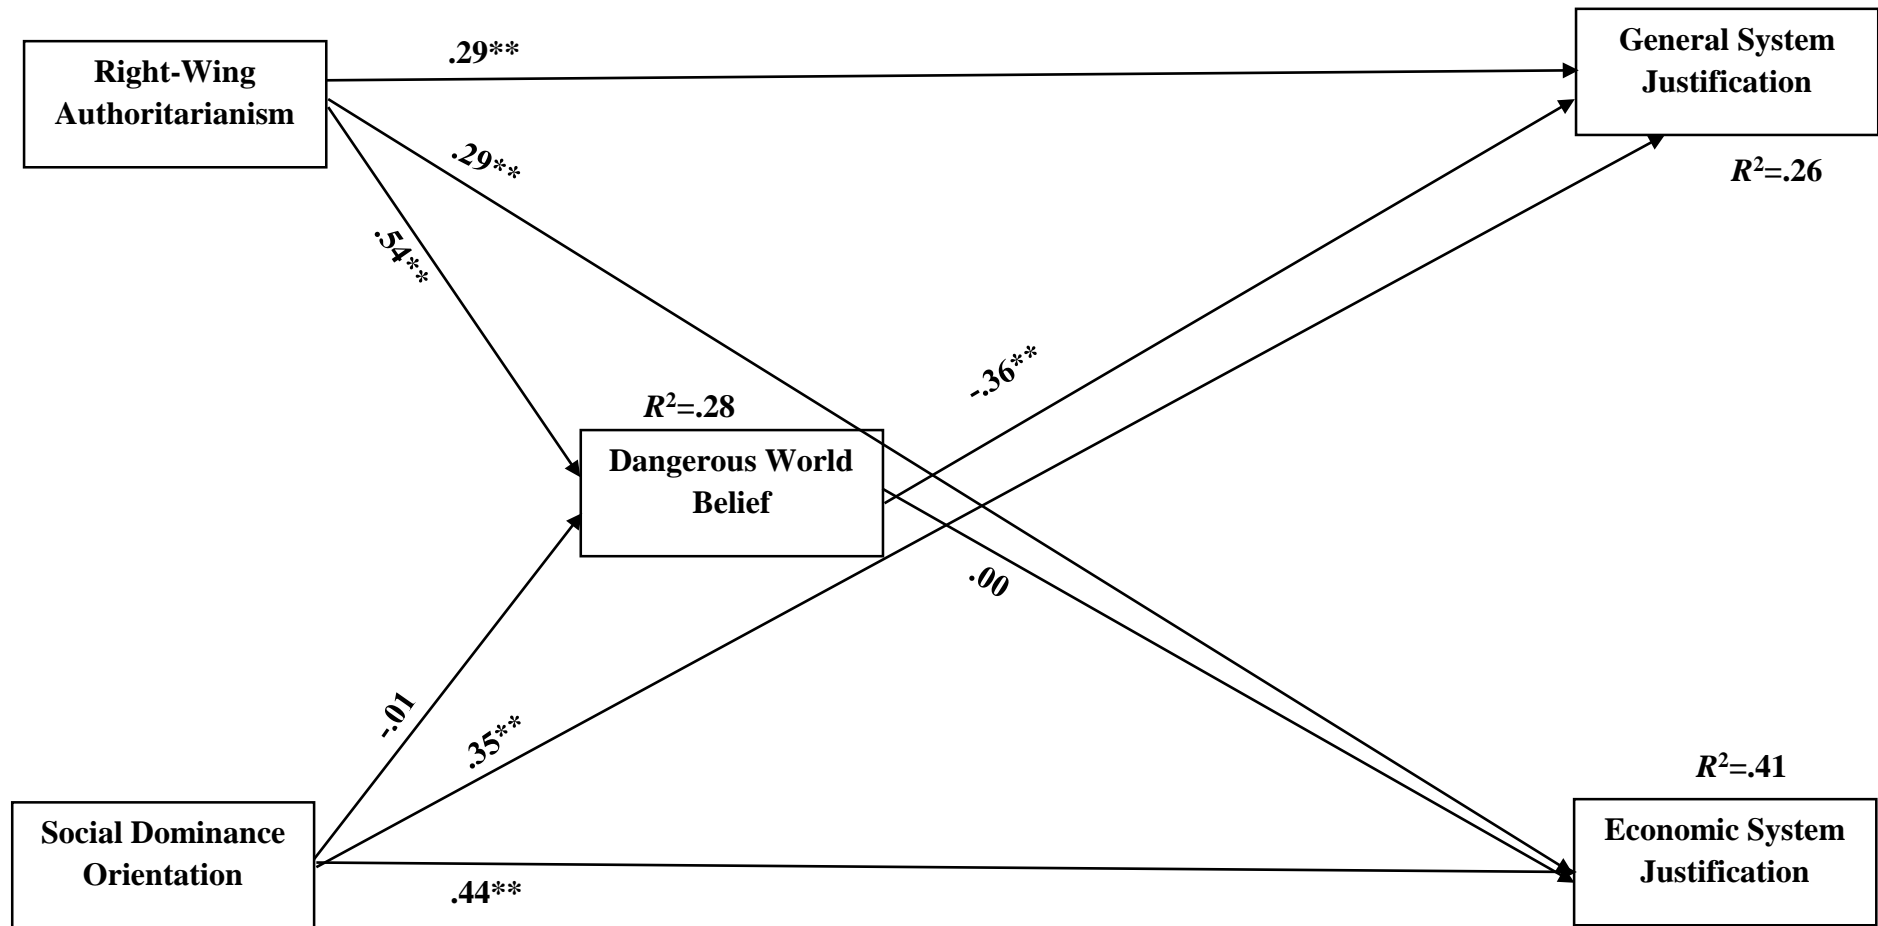 .29**
General System
Justification
Right-Wing
Authoritarianism
.29**
R²=.26
.54**
-.36**
R²=.28
Dangerous World
Belief
.00
-.01
.35**
R²=.41
Social Dominance
Orientation
Economic System
Justification
.44**